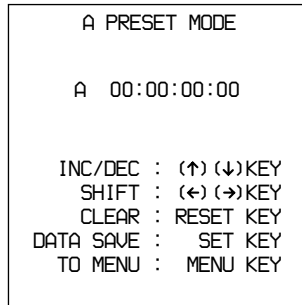 A PRESET MODE
A 00:00:00:00
INC/DEC : (↑)(↓)KEY
SHIFT : (←)(→)KEY
CLEAR : RESET KEY
DATA SAVE : SET KEY
TO MENU : MENU KEY